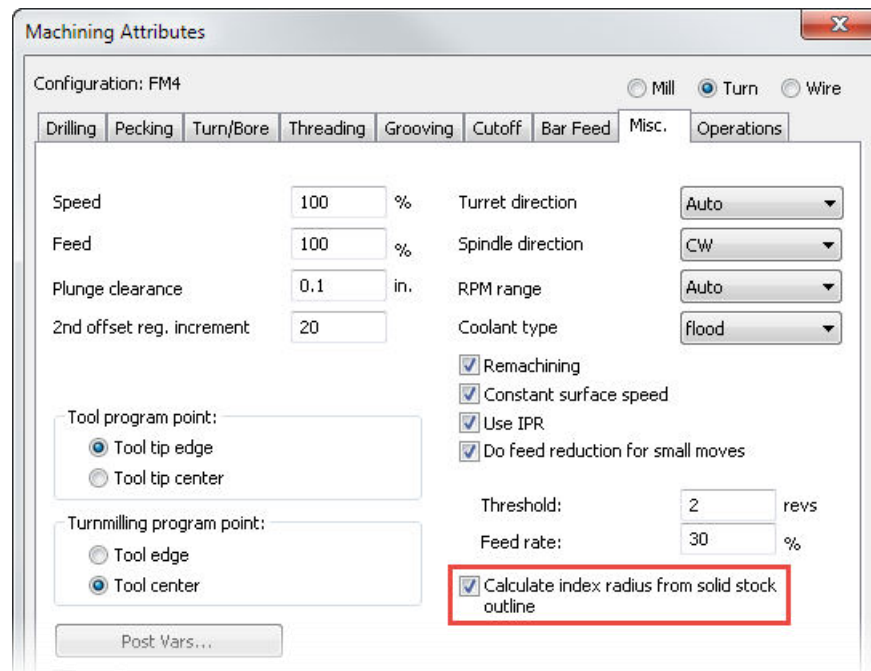 Machining Attributes
Configuration: FM4
Mill Turn Wire
Drilling Pecking Turn/Bore Threading Grooving Cutoff Bar Feed Misc. Operations
Speed 100 % Turret direction Auto
Feed 100 % Spindle direction CW
Plunge clearance 0.1 in. RPM range Auto
2nd offset reg. increment 20 Coolant type flood
Remachining
Constant surface speed
Use IPR
Do feed reduction for small moves
Tool program point:
Tool tip edge
Tool tip center
Threshold: 2 revs
Feed rate: 30 %
Turnmilling program point:
Tool edge
Tool center
Calculate index radius from solid stock
outline
Post Vars...